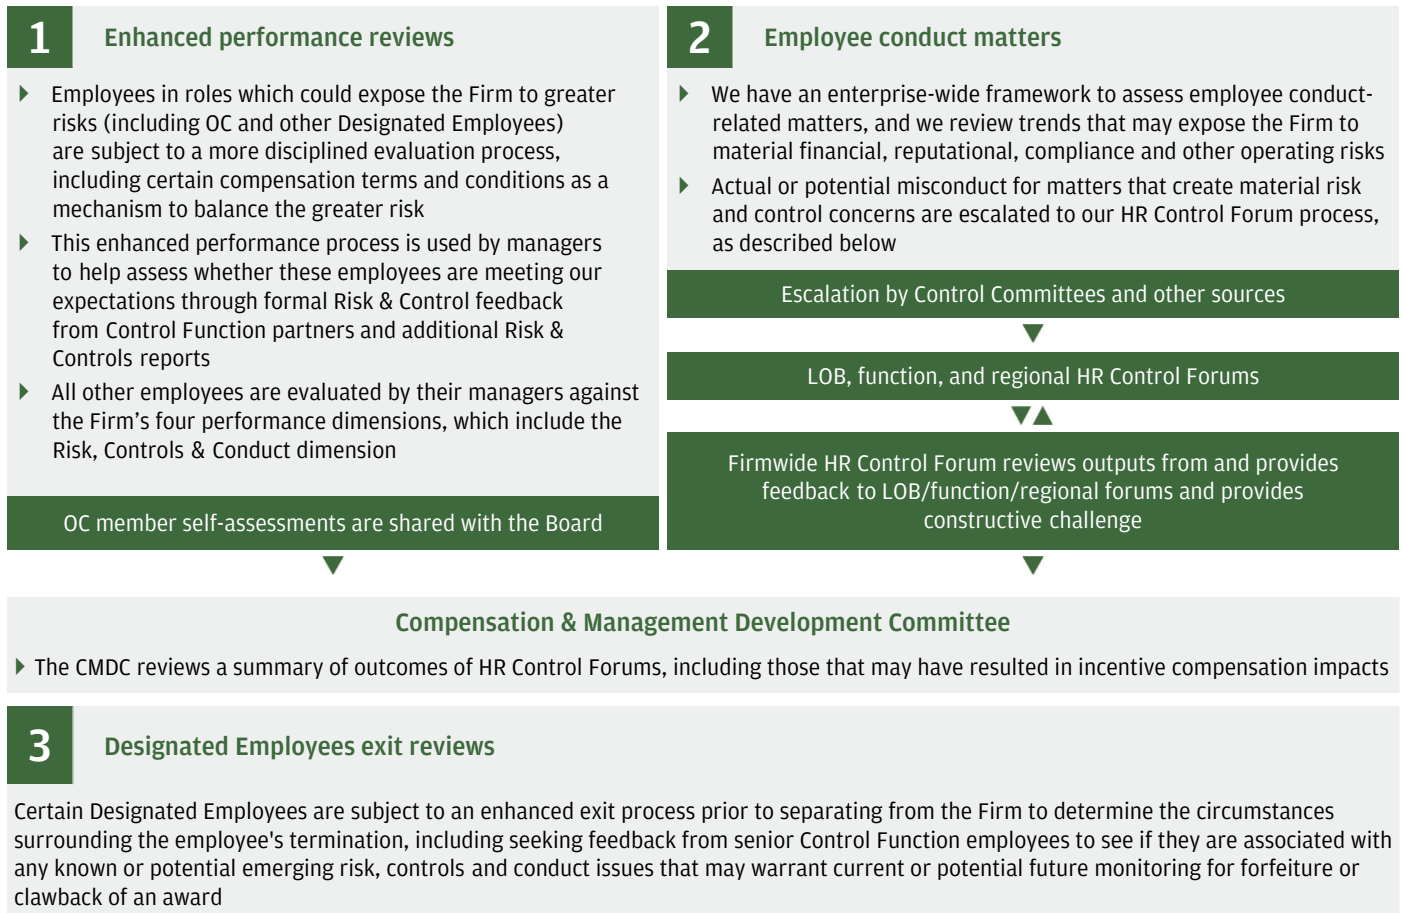 1 Enhanced performance reviews
Employees in roles which could expose the Firm to greater
risks (including OC and other Designated Employees)
are subject to a more disciplined evaluation process,
including certain compensation terms and conditions as a
mechanism to balance the greater risk
This enhanced performance process is used by managers
to help assess whether these employees are meeting our
expectations through formal Risk & Control feedback
from Control Function partners and additional Risk &
Controls reports
All other employees are evaluated by their managers against
the Firm’s four performance dimensions, which include the
Risk, Controls & Conduct dimension
OC member self-assessments are shared with the Board
2 Employee conduct matters
We have an enterprise-wide framework to assess employee conduct-
related matters, and we review trends that may expose the Firm to
material financial, reputational, compliance and other operating risks
Actual or potential misconduct for matters that create material risk
and control concerns are escalated to our HR Control Forum process,
as described below
Escalation by Control Committees and other sources
LOB, function, and regional HR Control Forums
Firmwide HR Control Forum reviews outputs from and provides
feedback to LOB/function/regional forums and provides
constructive challenge
Compensation & Management Development Committee
The CMDC reviews a summary of outcomes of HR Control Forums, including those that may have resulted in incentive compensation impacts
3 Designated Employees exit reviews
Certain Designated Employees are subject to an enhanced exit process prior to separating from the Firm to determine the circumstances
surrounding the employee's termination, including seeking feedback from senior Control Function employees to see if they are associated with
any known or potential emerging risk, controls and conduct issues that may warrant current or potential future monitoring for forfeiture or
clawback of an award